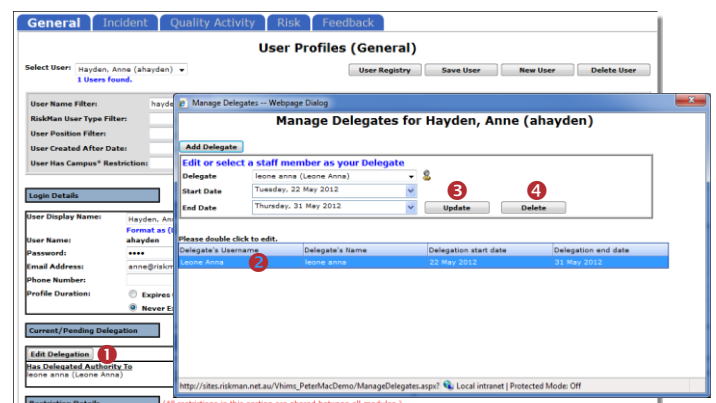 General Incident Quality Activity Risk Feedback
User Profiles (General)
Select User: Hayden, Anne (ahayden)
1 Users found.
User Registry Save User New User Delete User
User Name Filter: hayde
RiskMan User Type Filter:
User Position Filter:
User Created After Date:
User Has Campus* Restriction:
Login Details
User Display Name: Hayden, An
Format as (
User Name: ahayden
Password: ••••
Email Address: anne@riskm
Phone Number:
Profile Duration: Expires
Never E
Current/Pending Delegation
Edit Delegation 1
Has Delegated Authority To
leone anna (Leone Anna)
Manage Delegates -- Webpage Dialog
Manage Delegates for Hayden, Anne (ahayden)
Add Delegate
Edit or select a staff member as your Delegate
Delegate leone anna (Leone Anna)
Start Date Tuesday, 22 May 2012
End Date Thursday, 31 May 2012
3 Update 4 Delete
Please double click to edit.
Delegate's Username Delegate's Name Delegation start date Delegation end date
Leone Anna 2 leone anna 22 May 2012 31 May 2012
http://sites.riskman.net.au/Vhims_PeterMacDemo/ManageDelegates.aspx? Local intranet | Protected Mode: Off